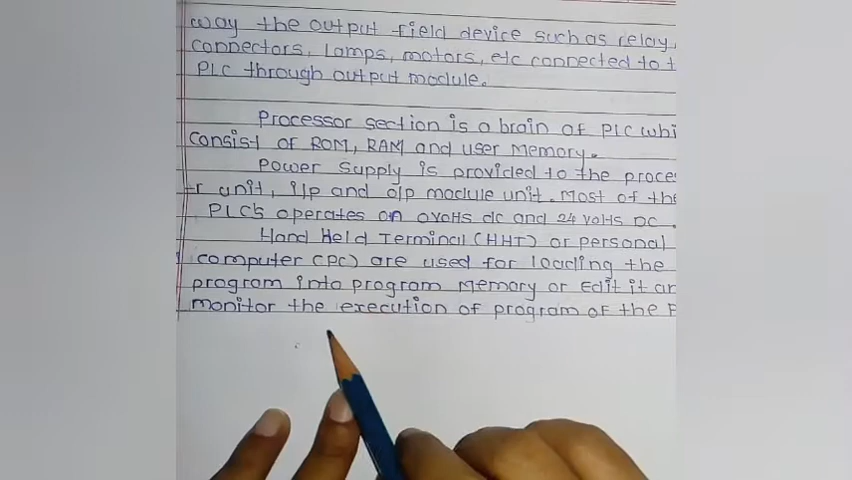 way the output field device such as relay,
connectors, lamps, motors, etc connected to t
PLC through output module.
Processor section is a brain of PLC whi
consist of ROM, RAM and user Memory.
Power supply is provided to the proce
r unit, i/p and o/p module unit. Most of the
PLC's operates on 0 volts dc and 24 volts DC.
Hand Held Terminal (HHT) or personal
computer (PC) are used for loading the
program into program Memory or Edit it an
monitor the execution of program of the P